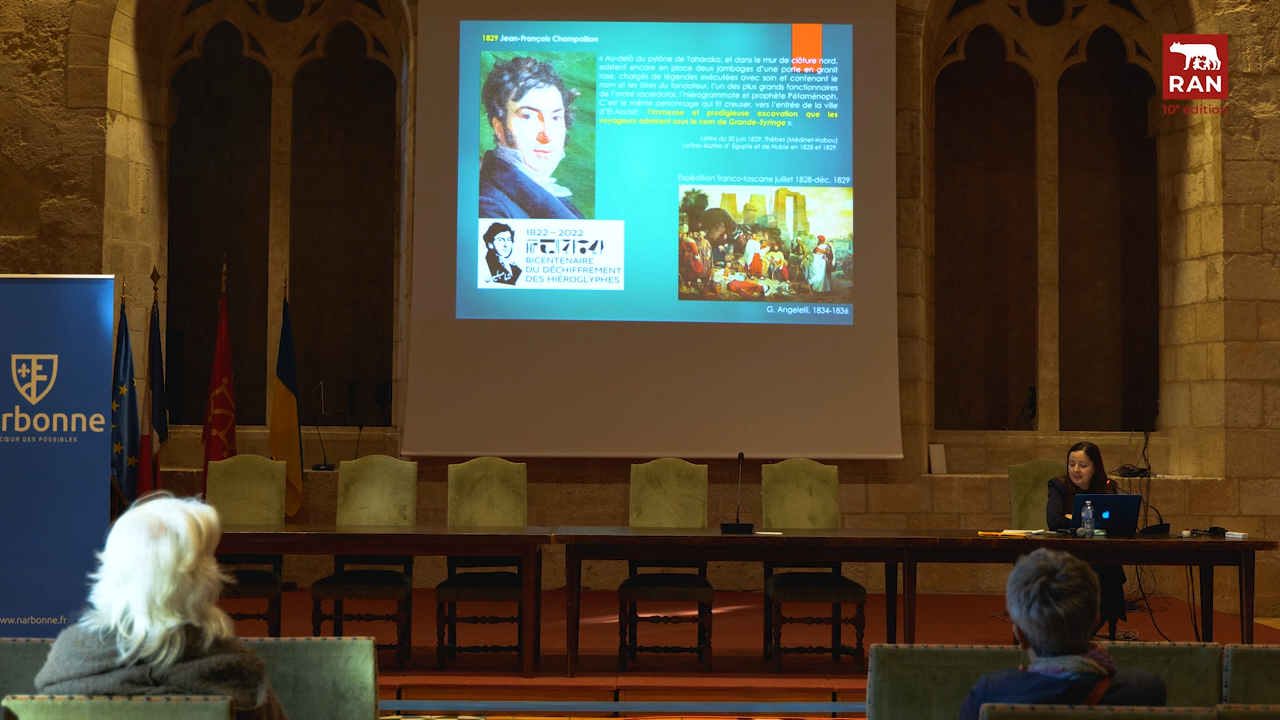 1829 Jean-François Champollion
« Au-delà du pylône de Taharaka, et dans le mur de clôture nord,
existent encore en place deux jambages d'une porte en granit
rose, chargés de légendes exécutées avec soin et contenant le
nom et les titres du fondateur, l'un des plus grands fonctionnaires
de l'ordre sacerdotal, l'hiérogrammate et prophète Pétaménoph.
C'est le même personnage qui fit creuser, vers l'entrée de la ville
d'El-Assasif, l'immense et prodigieuse excavation que les
voyageurs admirent sous le nom de Grande-Syringe ».
Lettre du 30 juin 1829, Thèbes (Médinet-Habou)
Lettres écrites d' Égypte et de Nubie en 1828 et 1829.
Expédition franco-toscane juillet 1828-déc. 1829
1822 – 2022
BICENTENAIRE
DU DÉCHIFFREMENT
DES HIÉROGLYPHES
G. Angelelli, 1834-1836
RAN
10e édition
rbonne
CŒUR DES POSSIBLES
www.narbonne.fr